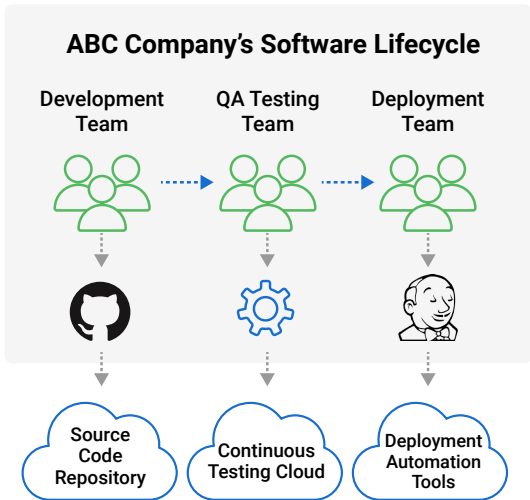 ABC Company's Software Lifecycle
Development
Team
QA Testing
Team
Deployment
Team
Source
Code
Repository
Continuous
Testing Cloud
Deployment
Automation
Tools